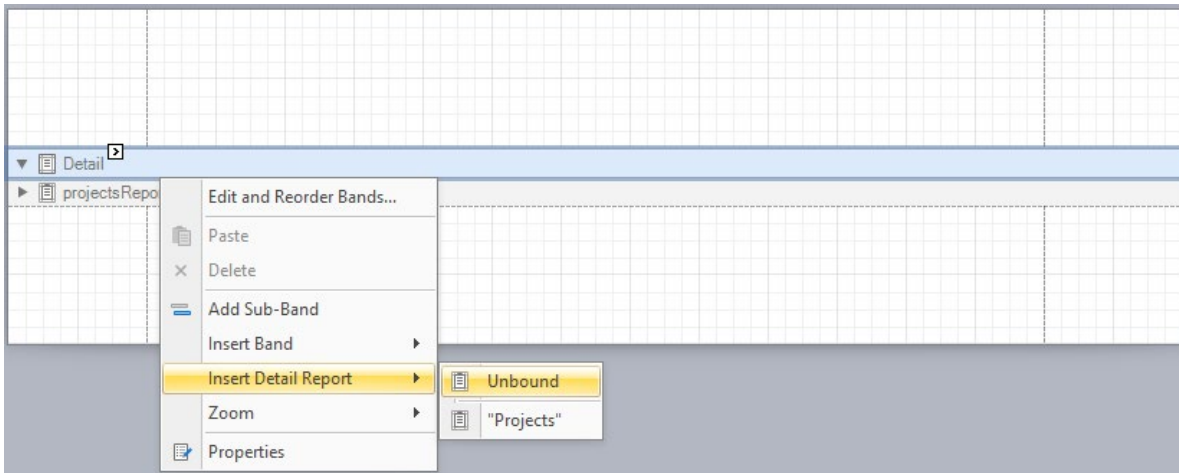 Detail
projectsRepo
Edit and Reorder Bands...
Paste
Delete
Add Sub-Band
Insert Band
Insert Detail Report
Unbound
Zoom
"Projects"
Properties